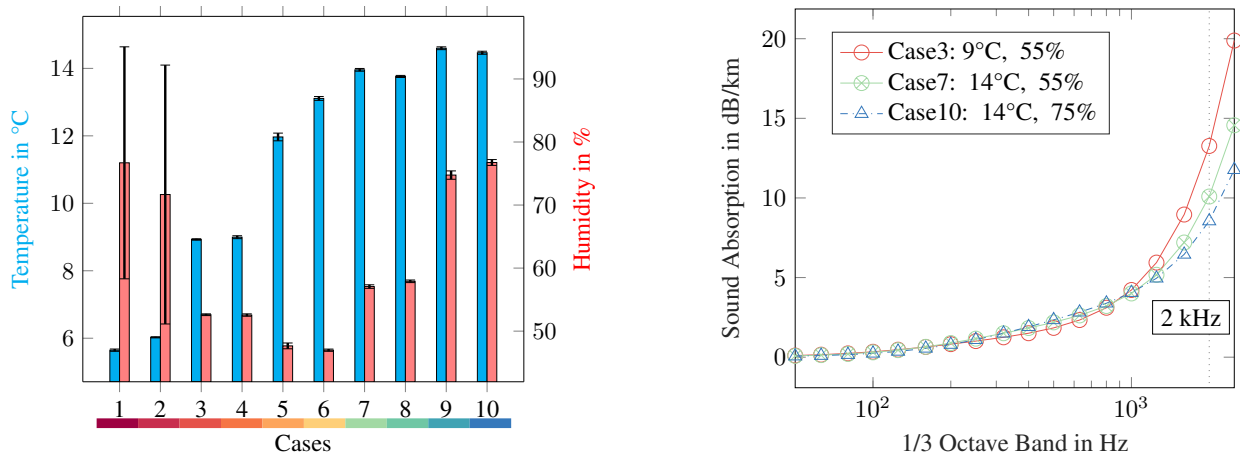 Temperature in °C
14
12
10
8
6
90
80
70
60
50
Humidity in %
1 2 3 4 5 6 7 8 9 10
Cases
Sound Absorption in dB/km
20
15
10
5
0
Case3: 9°C, 55%
Case7: 14°C, 55%
Case10: 14°C, 75%
2 kHz
10² 10³
1/3 Octave Band in Hz